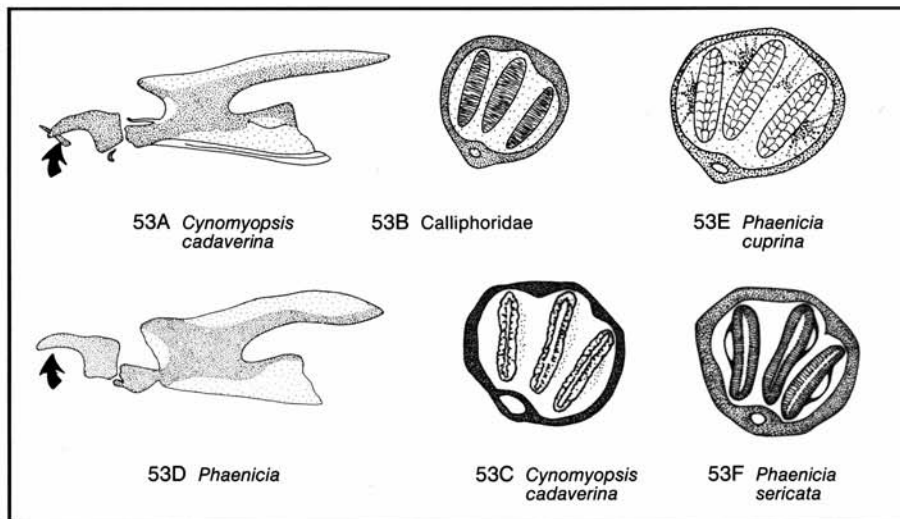 53A Cynomyopsis
cadaverina
53B Calliphoridae
53E Phaenicia
cuprina
53D Phaenicia
53C Cynomyopsis
cadaverina
53F Phaenicia
sericata